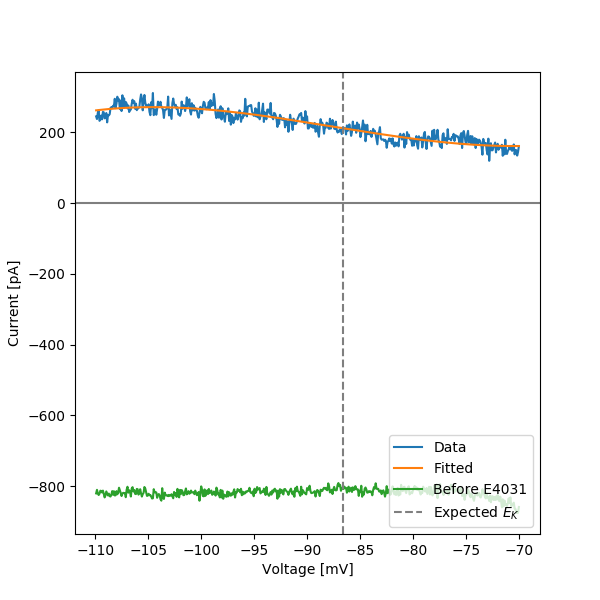 200
0
−200
−400
−600
−800
Current [pA]
Data
Fitted
Before E4031
Expected E_K
−110
−105
−100
−95
−90
−85
−80
−75
−70
Voltage [mV]